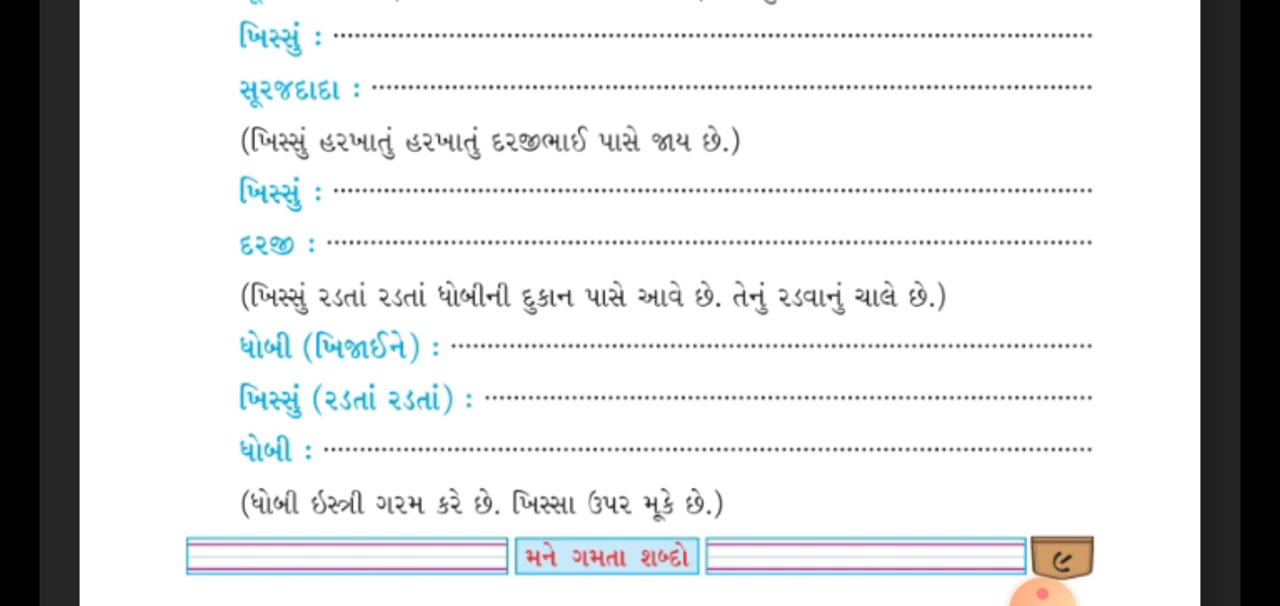 ખિસ્સું : ........................................
સૂરજદાદા : ........................................
(ખિસ્સું હરખાતું હરખાતું દરજીભાઈ પાસે જાય છે.)
ખિસ્સું : ........................................
દરજી : ........................................
(ખિસ્સું રડતાં રડતાં ધોબીની દુકાન પાસે આવે છે. તેનું રડવાનું ચાલે છે.)
ધોબી (ખિજાઈને) : ........................................
ખિસ્સું (રડતાં રડતાં) : ........................................
ધોબી : ........................................
(ધોબી ઇસ્ત્રી ગરમ કરે છે. ખિસ્સા ઉપર મૂકે છે.)
મને ગમતા શબ્દો
૯